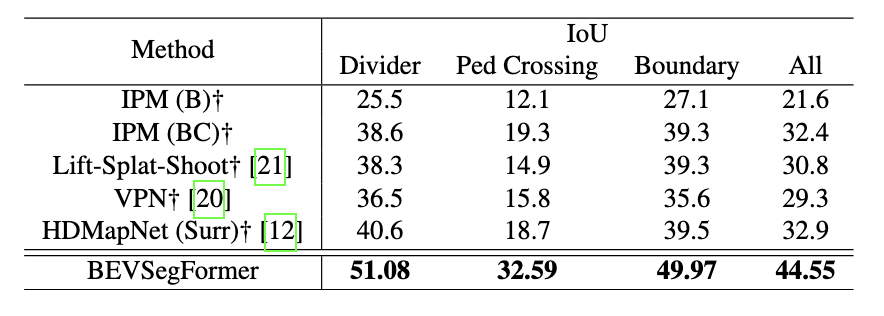 IoU
Method
Divider Ped Crossing Boundary All
IPM (B)† 25.5 12.1 27.1 21.6
IPM (BC)† 38.6 19.3 39.3 32.4
Lift-Splat-Shoot† [21] 38.3 14.9 39.3 30.8
VPN† [20] 36.5 15.8 35.6 29.3
HDMapNet (Surr)† [12] 40.6 18.7 39.5 32.9
BEVSegFormer 51.08 32.59 49.97 44.55